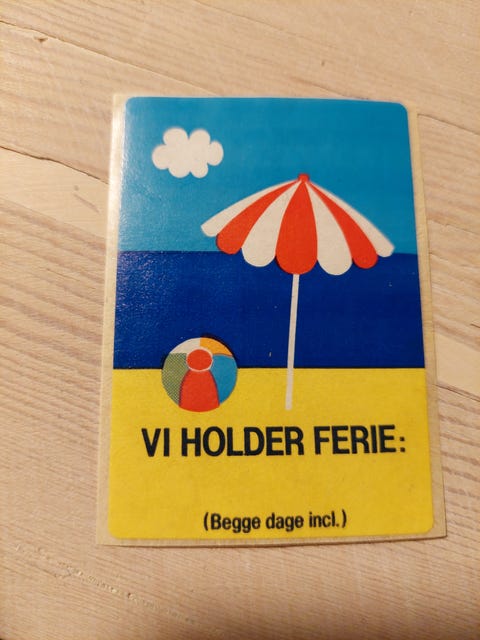 VI HOLDER FERIE:
(Begge dage incl.)